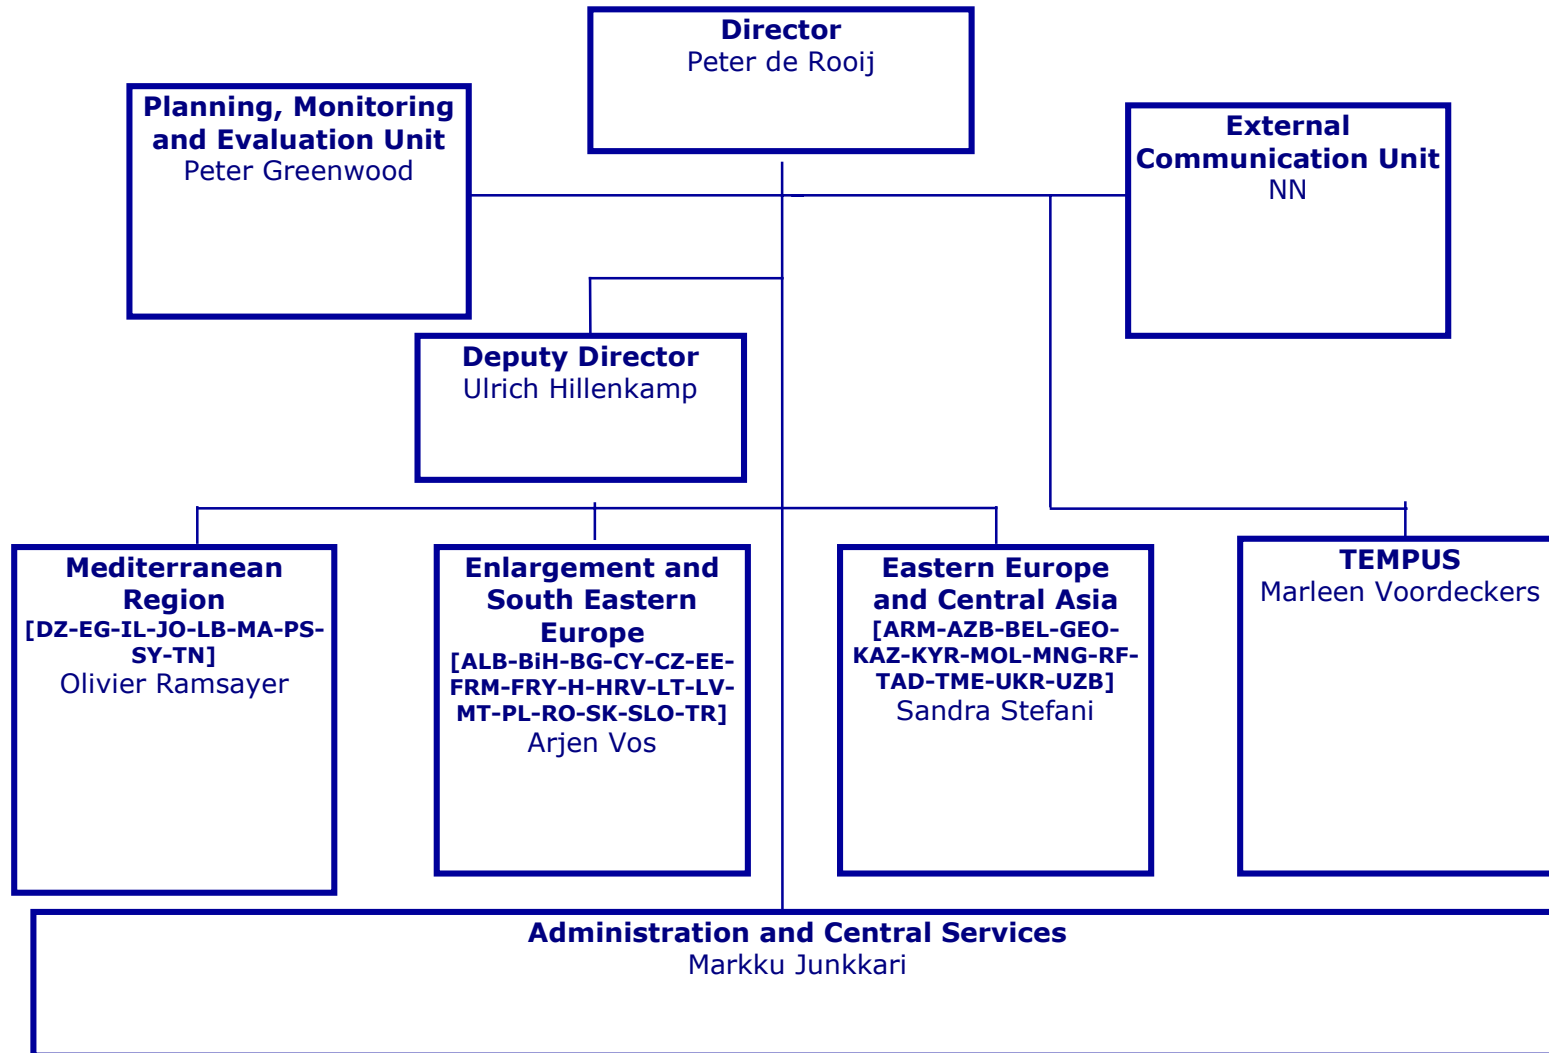 Director
Peter de Rooij
Planning, Monitoring
and Evaluation Unit
Peter Greenwood
External
Communication Unit
NN
Deputy Director
Ulrich Hillenkamp
Mediterranean
Region
[DZ-EG-IL-JO-LB-MA-PS-
SY-TN]
Olivier Ramsayer
Enlargement and
South Eastern
Europe
[ALB-BiH-BG-CY-CZ-EE-
FRM-FRY-H-HRV-LT-LV-
MT-PL-RO-SK-SLO-TR]
Arjen Vos
Eastern Europe
and Central Asia
[ARM-AZB-BEL-GEO-
KAZ-KYR-MOL-MNG-RF-
TAD-TME-UKR-UZB]
Sandra Stefani
TEMPUS
Marleen Voordeckers
Administration and Central Services
Markku Junkkari